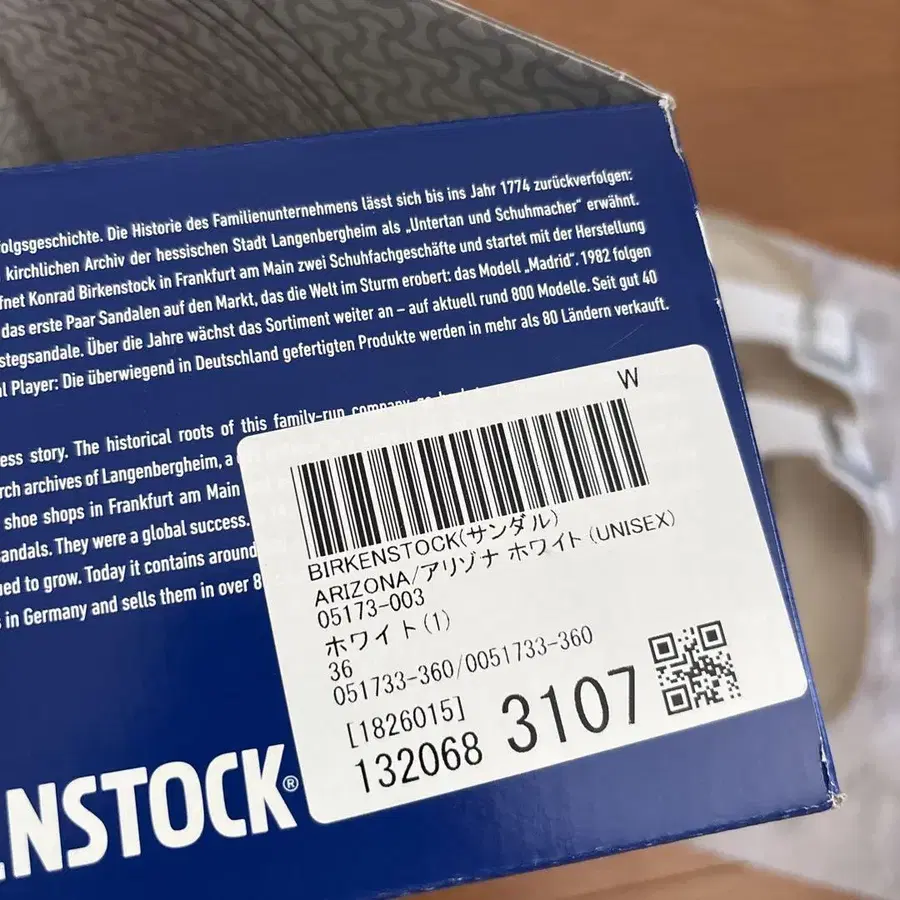 folgsgeschichte. Die Historie des Familienunternehmens lässt sich bis ins Jahr 1774 zurückverfolgen:
kirchlichen Archiv der hessischen Stadt Langenbergheim als „Untertan und Schuhmacher“ erwähnt.
fnet Konrad Birkenstock in Frankfurt am Main zwei Schuhfachgeschäfte und startet mit der Herstellung
das erste Paar Sandalen auf den Markt, das die Welt im Sturm erobert: das Modell „Madrid“. 1982 folgen
stegsandale. Über die Jahre wächst das Sortiment weiter an – auf aktuell rund 800 Modelle. Seit gut 40
al Player: Die überwiegend in Deutschland gefertigten Produkte werden in mehr als 80 Ländern verkauft.
ess story. The historical roots of this family-run company
rch archives of Langenbergheim, a
shoe shops in Frankfurt am Main
andals. They were a global success.
ued to grow. Today it contains around
s in Germany and sells them in over 8
ENSTOCK®
W
BIRKENSTOCK(サンダル)
ARIZONA/アリゾナ ホワイト(UNISEX)
05173-003
ホワイト(1)
36
051733-360/0051733-360
[1826015]
132068 3107